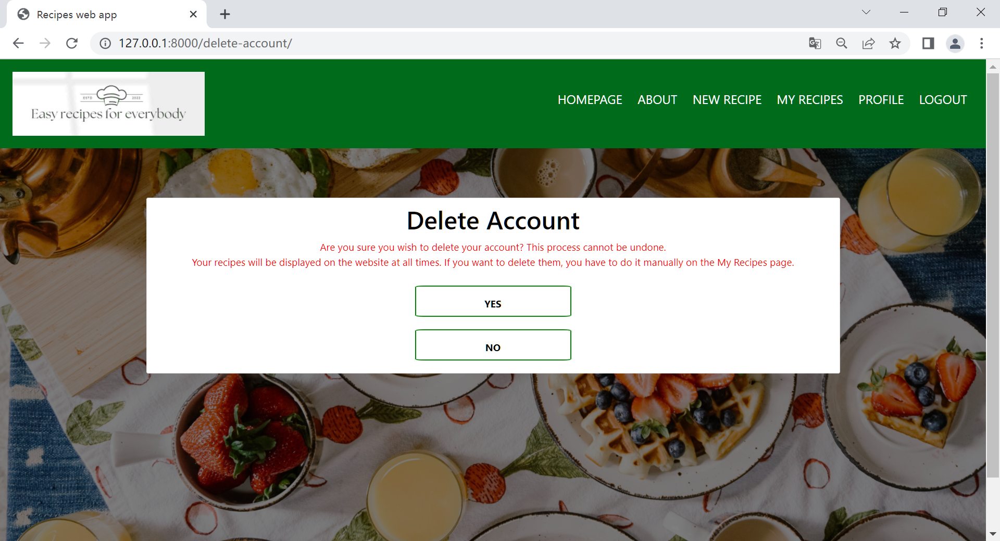 Recipes web app
127.0.0.1:8000/delete-account/
ESTD 2022
Easy recipes for everybody
HOMEPAGE ABOUT NEW RECIPE MY RECIPES PROFILE LOGOUT
Delete Account
Are you sure you wish to delete your account? This process cannot be undone.
Your recipes will be displayed on the website at all times. If you want to delete them, you have to do it manually on the My Recipes page.
YES
NO